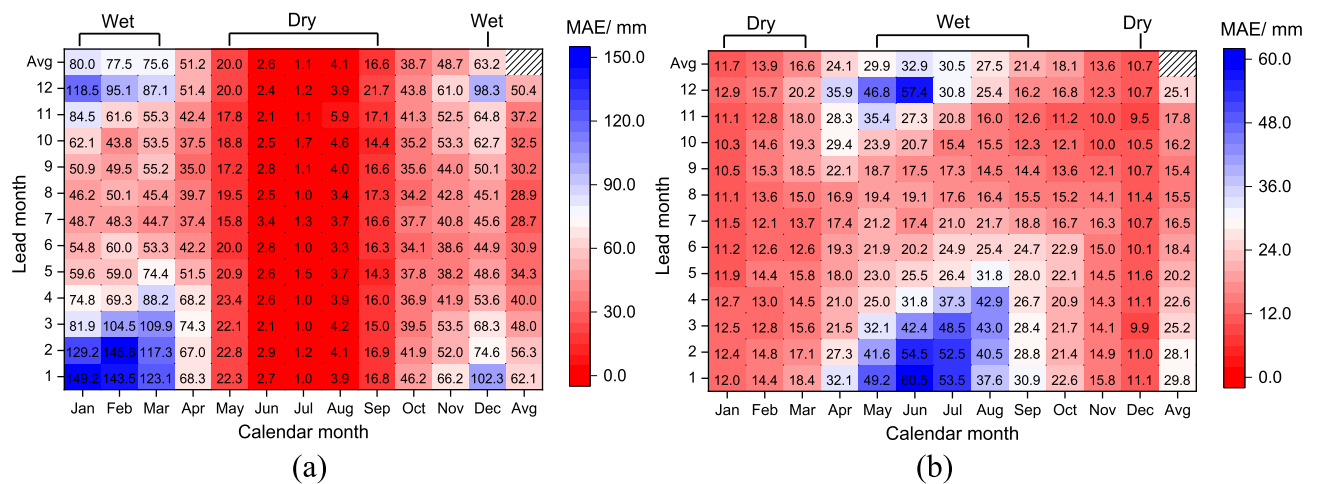 Wet Dry Wet MAE/ mm
Avg 80.0 77.5 75.6 51.2 20.0 2.6 1.1 4.1 16.6 38.7 48.7 63.2 150.0
12 118.5 95.1 87.1 51.4 20.0 2.4 1.2 3.9 21.7 43.8 61.0 98.3 50.4
11 84.5 61.6 55.3 42.4 17.8 2.1 1.1 5.9 17.1 41.3 52.5 64.8 37.2 120.0
10 62.1 43.8 53.5 37.5 18.8 2.5 1.7 4.6 14.4 35.2 53.3 62.7 32.5
9 50.9 49.5 55.2 35.0 17.2 2.8 1.1 4.0 16.6 35.6 44.0 50.1 30.2
8 46.2 50.1 45.4 39.7 19.5 2.5 1.0 3.4 17.3 34.2 42.8 45.1 28.9 90.0
7 48.7 48.3 44.7 37.4 15.8 3.4 1.3 3.7 16.6 37.7 40.8 45.6 28.7
6 54.8 60.0 53.3 42.2 20.0 2.8 1.0 3.3 16.3 34.1 38.6 44.9 30.9 60.0
5 59.6 59.0 74.4 51.5 20.9 2.6 1.5 3.7 14.3 37.8 38.2 48.6 34.3
4 74.8 69.3 88.2 68.2 23.4 2.6 1.0 3.9 16.0 36.9 41.9 53.6 40.0
3 81.9 104.5 109.9 74.3 22.1 2.1 1.0 4.2 15.0 39.5 53.5 68.3 48.0 30.0
2 129.2 145.6 117.3 67.0 22.8 2.9 1.2 4.1 16.9 41.9 52.0 74.6 56.3
1 149.2 143.5 123.1 68.3 22.3 2.7 1.0 3.9 16.8 46.2 66.2 102.3 62.1 0.0
Jan Feb Mar Apr May Jun Jul Aug Sep Oct Nov Dec Avg
Lead month
Calendar month
(a)
Dry Wet Dry MAE/ mm
Avg 11.7 13.9 16.6 24.1 29.9 32.9 30.5 27.5 21.4 18.1 13.6 10.7 60.0
12 12.9 15.7 20.2 35.9 46.8 57.4 30.8 25.4 16.2 16.8 12.3 10.7 25.1
11 11.1 12.8 18.0 28.3 35.4 27.3 20.8 16.0 12.6 11.2 10.0 9.5 17.8 48.0
10 10.3 14.6 19.3 29.4 23.9 20.7 15.4 15.5 12.3 12.1 10.0 10.5 16.2
9 10.5 15.3 18.5 22.1 18.7 17.5 17.3 14.5 14.4 13.6 12.1 10.7 15.4
8 11.1 13.6 15.0 16.9 19.4 19.1 17.6 16.4 15.5 15.2 14.1 11.4 15.5 36.0
7 11.5 12.1 13.7 17.4 21.2 17.4 21.0 21.7 18.8 16.7 16.3 10.7 16.5
6 11.2 12.6 12.6 19.3 21.9 20.2 24.9 25.4 24.7 22.9 15.0 10.1 18.4 24.0
5 11.9 14.4 15.8 18.0 23.0 25.5 26.4 31.8 28.0 22.1 14.5 11.6 20.2
4 12.7 13.0 14.5 21.0 25.0 31.8 37.3 42.9 26.7 20.9 14.3 11.1 22.6
3 12.5 12.8 15.6 21.5 32.1 42.4 48.5 43.0 28.4 21.7 14.1 9.9 25.2 12.0
2 12.4 14.8 17.1 27.3 41.6 54.5 52.5 40.5 28.8 21.4 14.9 11.0 28.1
1 12.0 14.4 18.4 32.1 49.2 60.5 53.5 37.6 30.9 22.6 15.8 11.1 29.8 0.0
Jan Feb Mar Apr May Jun Jul Aug Sep Oct Nov Dec Avg
Lead month
Calendar month
(b)